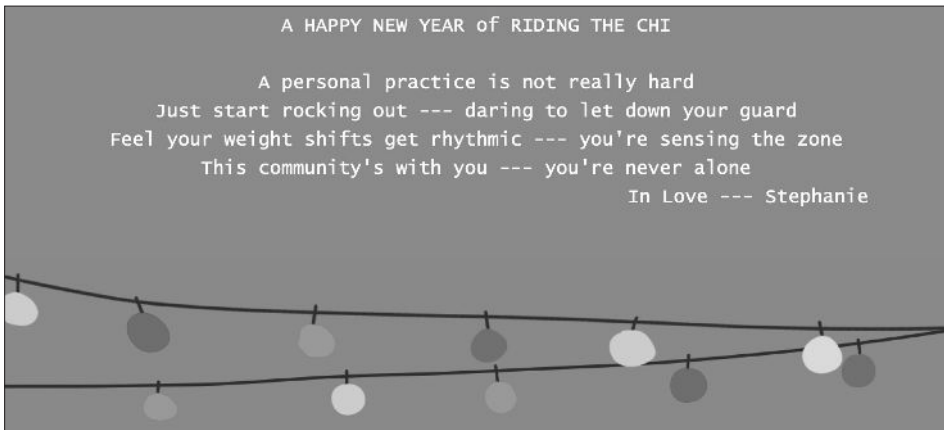 A HAPPY NEW YEAR of RIDING THE CHI
A personal practice is not really hard
Just start rocking out --- daring to let down your guard
Feel your weight shifts get rhythmic --- you're sensing the zone
This community's with you --- you're never alone
In Love --- Stephanie